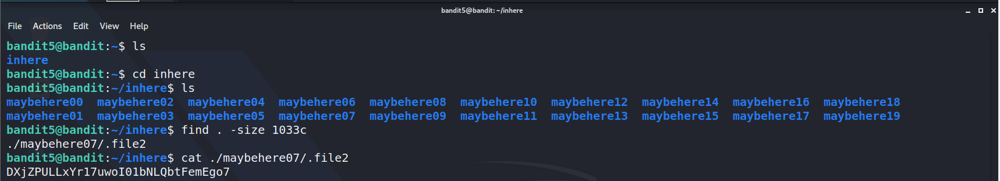 bandit5@bandit: ~/inhere
File Actions Edit View Help
bandit5@bandit:~$ ls
inhere
bandit5@bandit:~$ cd inhere
bandit5@bandit:~/inhere$ ls
maybehere00 maybehere02 maybehere04 maybehere06 maybehere08 maybehere10 maybehere12 maybehere14 maybehere16 maybehere18
maybehere01 maybehere03 maybehere05 maybehere07 maybehere09 maybehere11 maybehere13 maybehere15 maybehere17 maybehere19
bandit5@bandit:~/inhere$ find . -size 1033c
./maybehere07/.file2
bandit5@bandit:~/inhere$ cat ./maybehere07/.file2
DXjZPULLxYr17uwoI01bNLQbtFemEgo7